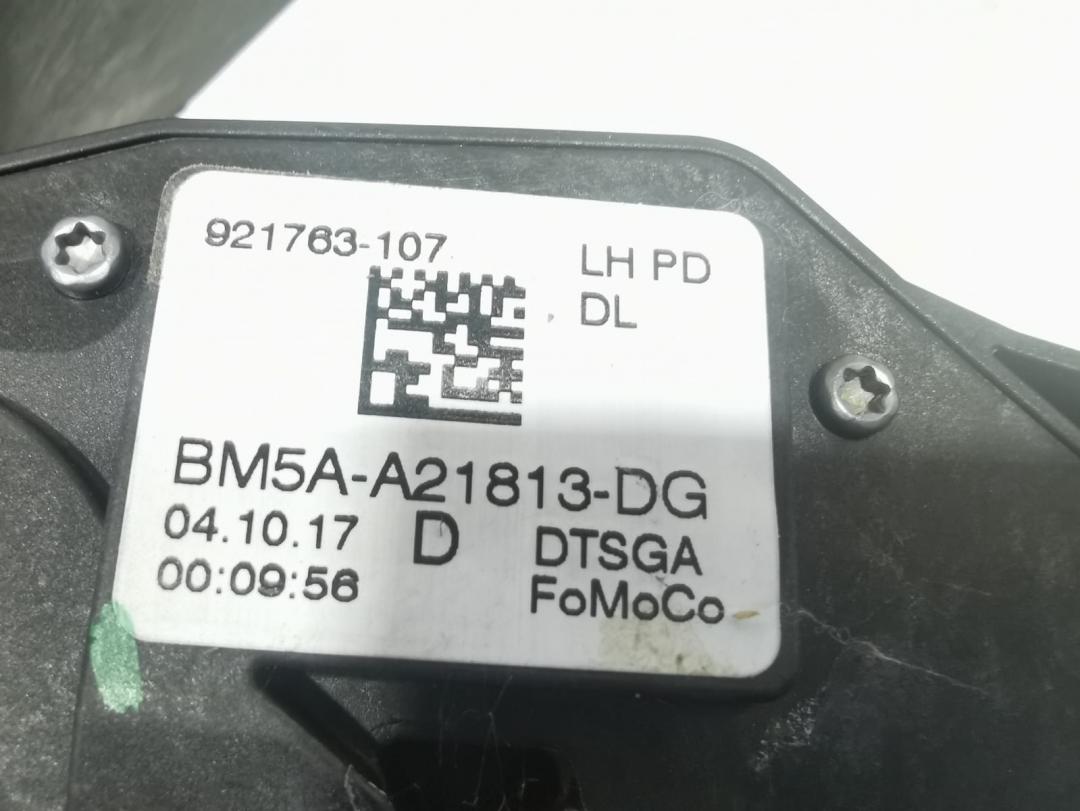 921763-107
LH PD
DL
BM5A-A21813-DG
04.10.17
D
DTSGA
00:09:56
FoMoCo